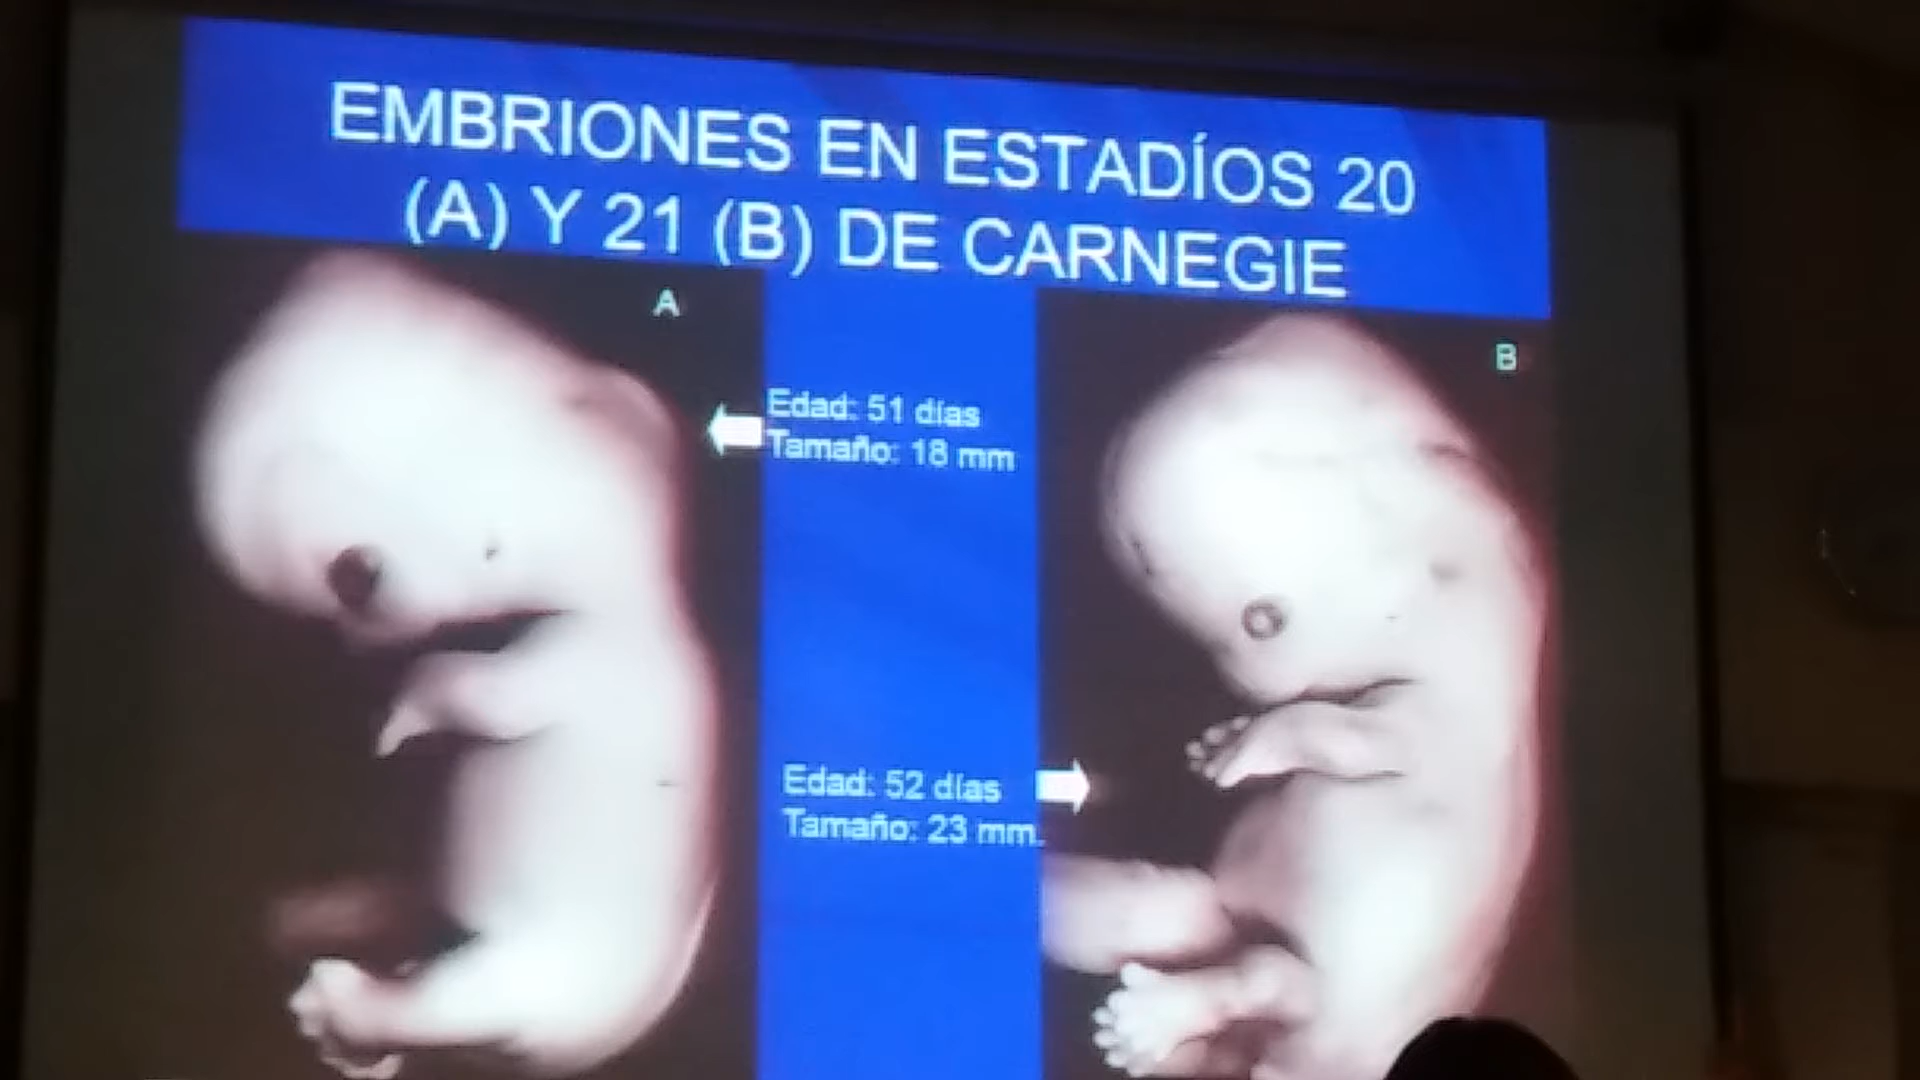 EMBRIONES EN ESTADÍOS 20
(A) Y 21 (B) DE CARNEGIE
A
B
Edad: 51 días
Tamaño: 18 mm
Edad: 52 días
Tamaño: 23 mm.